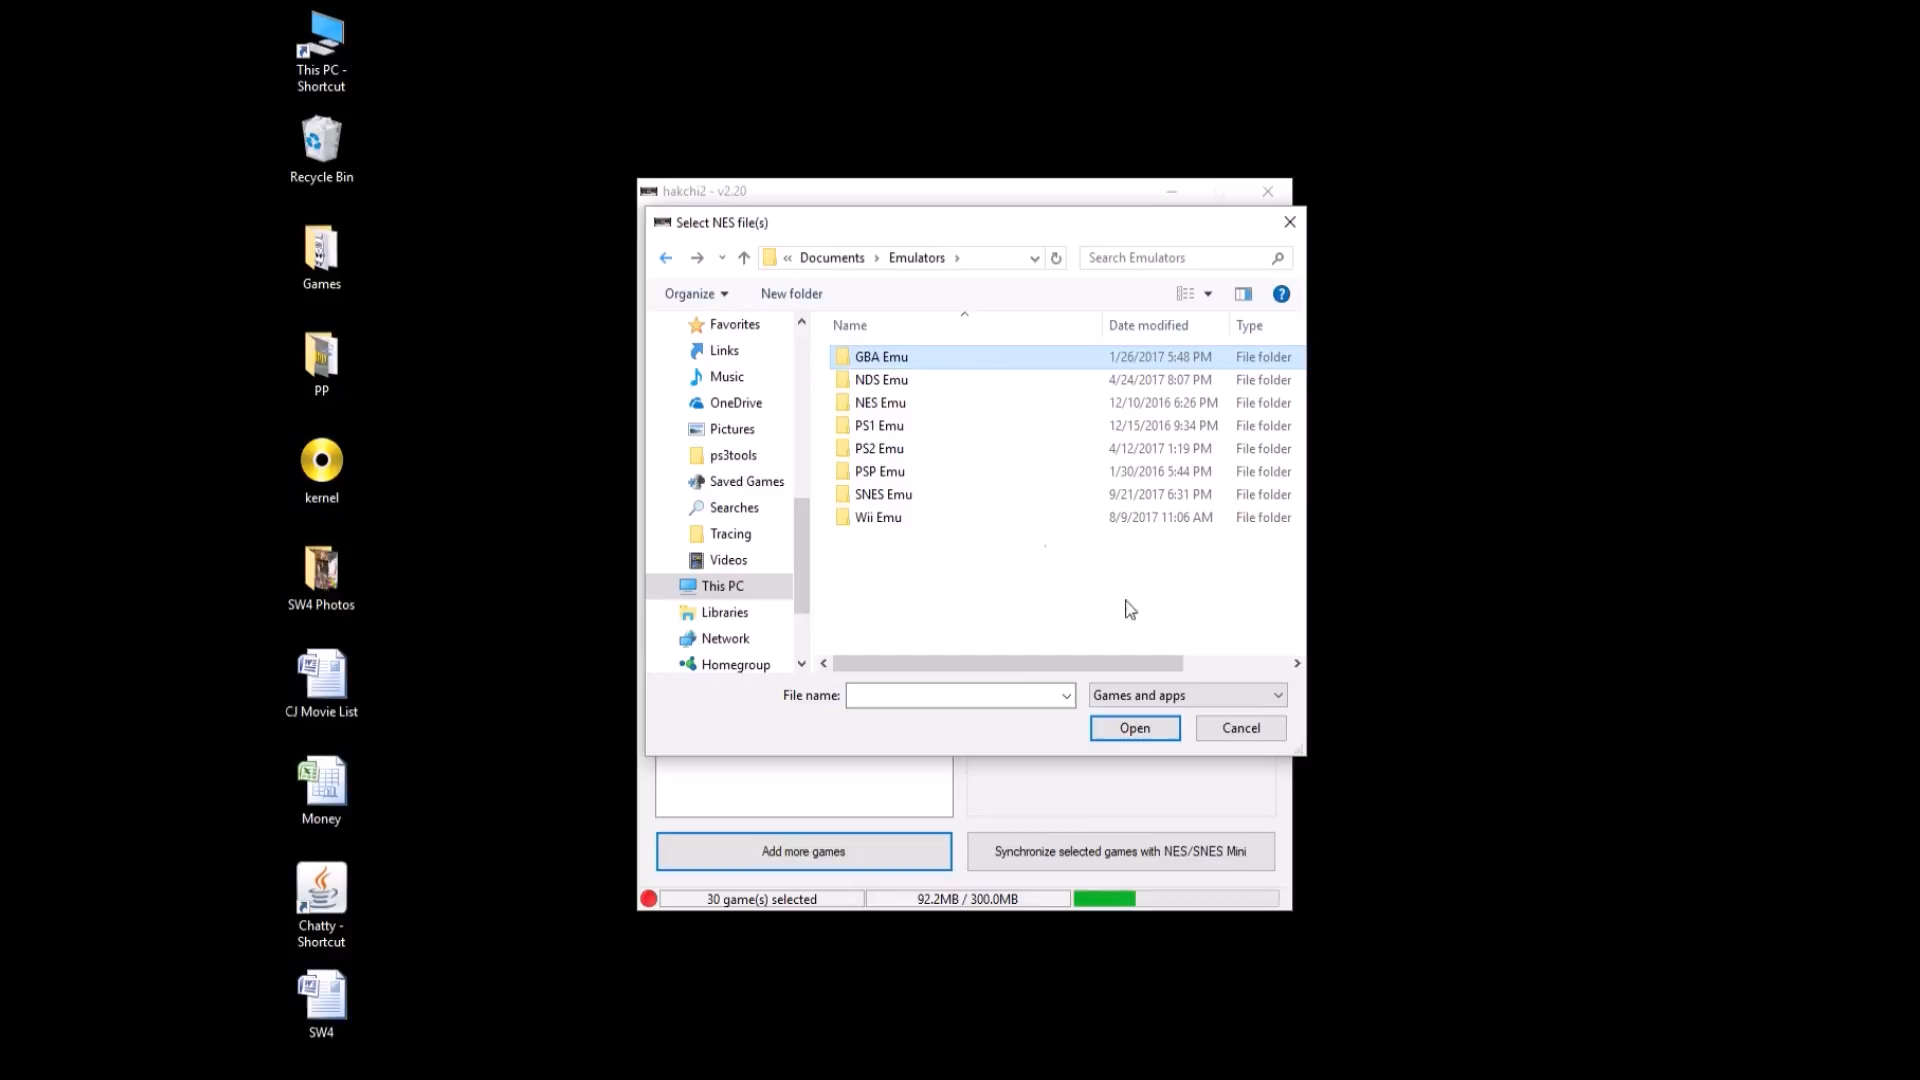 This PC -
Shortcut
Recycle Bin
Games
PP
kernel
SW4 Photos
CJ Movie List
Money
Chatty -
Shortcut
SW4
hakchi2 - v2.20
Select NES file(s)
« Documents > Emulators >
Search Emulators
Organize
New folder
Favorites
Links
Music
OneDrive
Pictures
ps3tools
Saved Games
Searches
Tracing
Videos
This PC
Libraries
Network
Homegroup
Name Date modified Type
GBA Emu 1/26/2017 5:48 PM File folder
NDS Emu 4/24/2017 8:07 PM File folder
NES Emu 12/10/2016 6:26 PM File folder
PS1 Emu 12/15/2016 9:34 PM File folder
PS2 Emu 4/12/2017 1:19 PM File folder
PSP Emu 1/30/2016 5:44 PM File folder
SNES Emu 9/21/2017 6:31 PM File folder
Wii Emu 8/9/2017 11:06 AM File folder
File name:
Games and apps
Open
Cancel
Add more games
Synchronize selected games with NES/SNES Mini
30 game(s) selected
92.2MB / 300.0MB